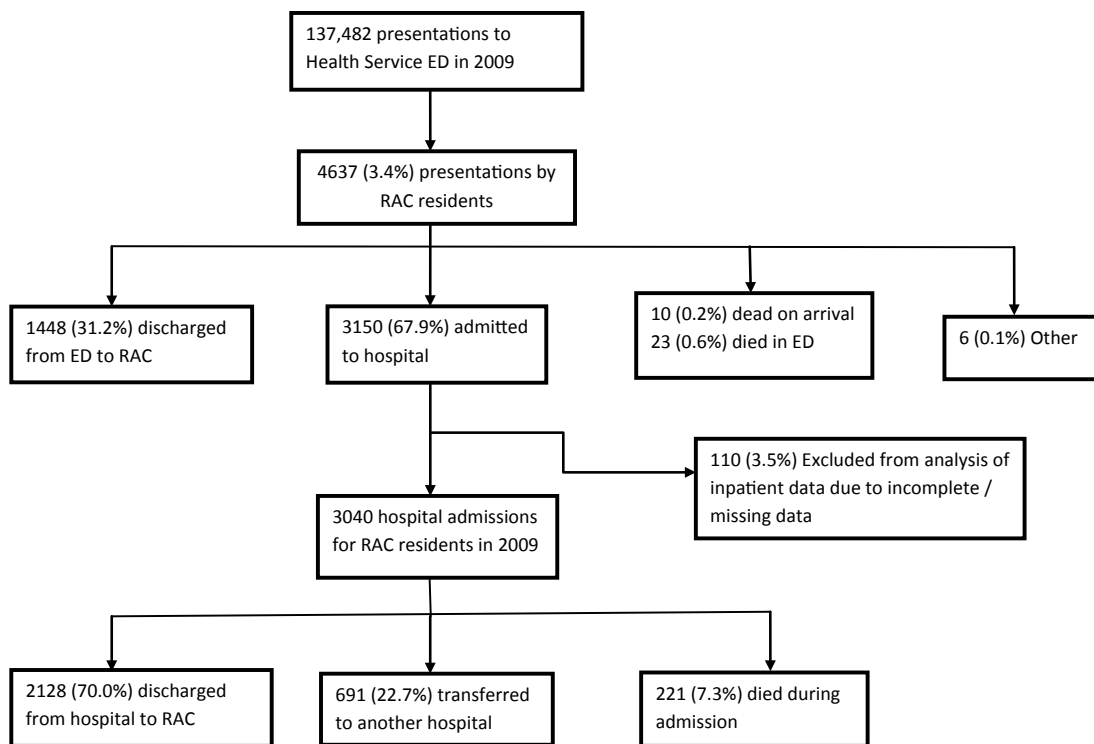 137,482 presentations to
Health Service ED in 2009
4637 (3.4%) presentations by
RAC residents
1448 (31.2%) discharged
from ED to RAC
3150 (67.9%) admitted
to hospital
10 (0.2%) dead on arrival
23 (0.6%) died in ED
6 (0.1%) Other
110 (3.5%) Excluded from analysis of
inpatient data due to incomplete /
missing data
3040 hospital admissions
for RAC residents in 2009
2128 (70.0%) discharged
from hospital to RAC
691 (22.7%) transferred
to another hospital
221 (7.3%) died during
admission